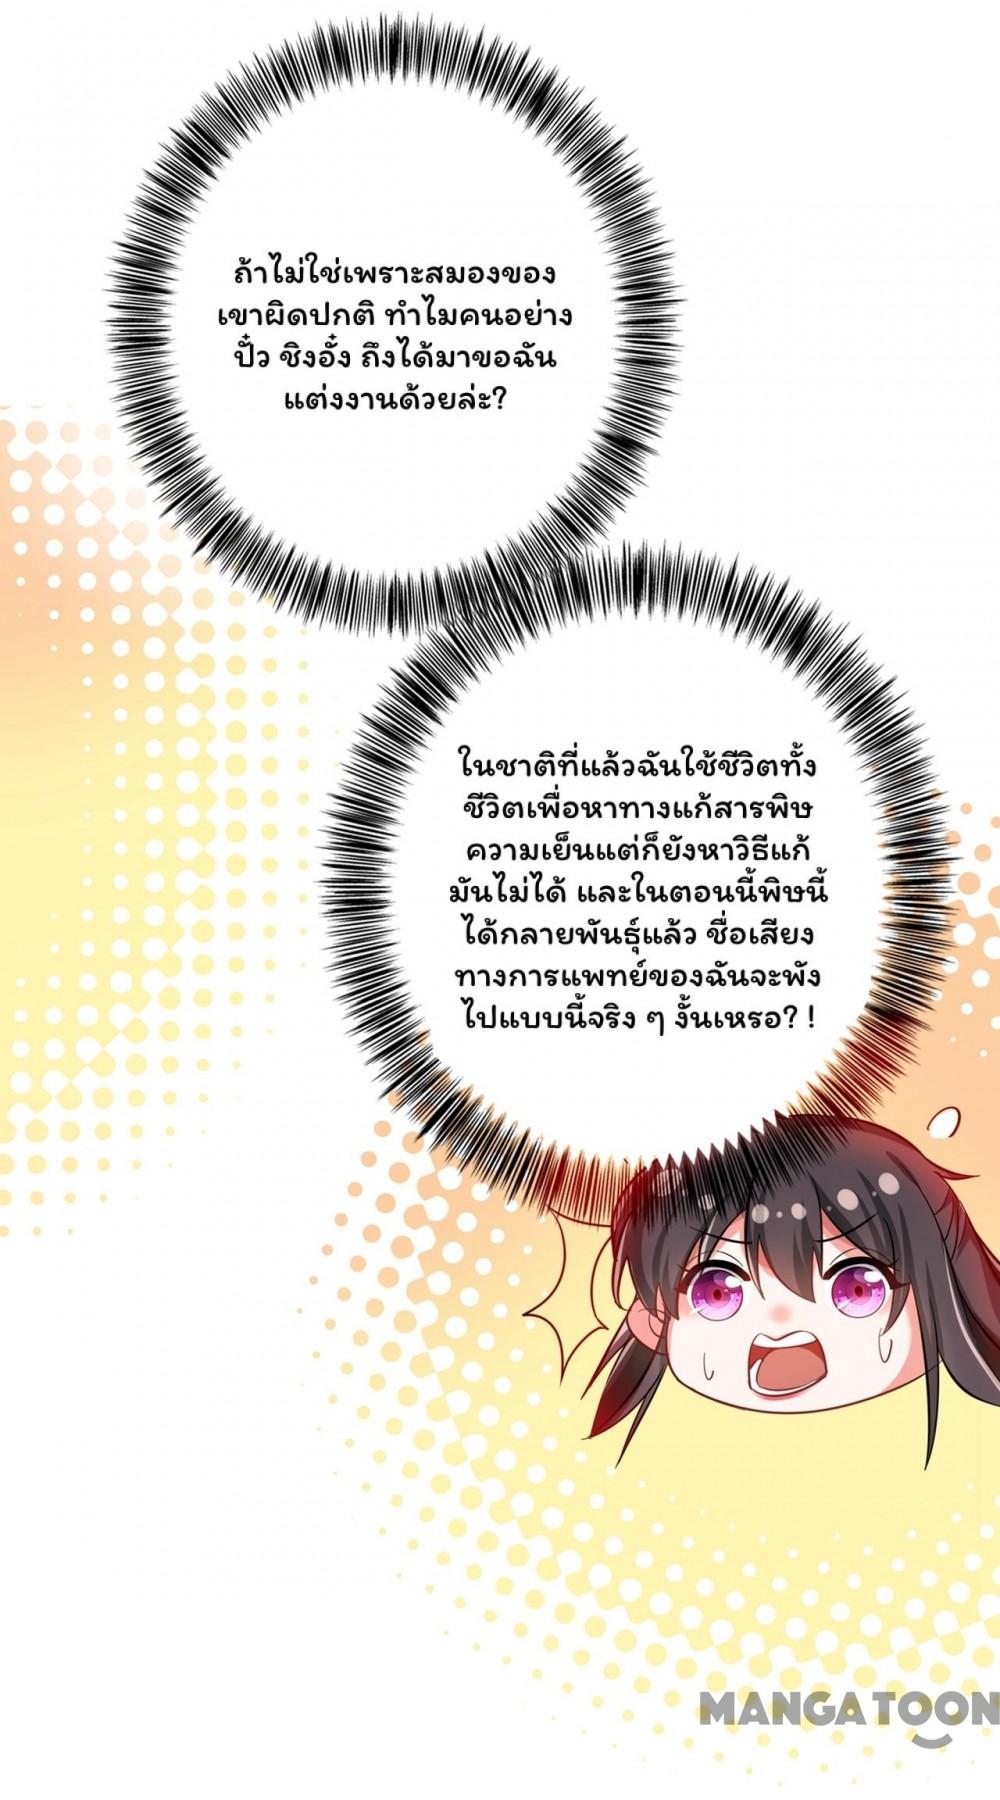 ถ้าไม่ใช่เพราะสมองของ
เขาผิดปกติ ทำไมคนอย่าง
ปั๋ว ชิงอั๋ง ถึงได้มาขอฉัน
แต่งงานด้วยล่ะ?
ในชาติที่แล้วฉันใช้ชีวิตทั้ง
ชีวิตเพื่อหาทางแก้สารพิษ
ความเย็นแต่ก็ยังหาวิธีแก้
มันไม่ได้ และในตอนนี้พิษนี้
ได้กลายพันธุ์แล้ว ชื่อเสียง
ทางการแพทย์ของฉันจะพัง
ไปแบบนี้จริง ๆ งั้นเหรอ?!
MANGATOON